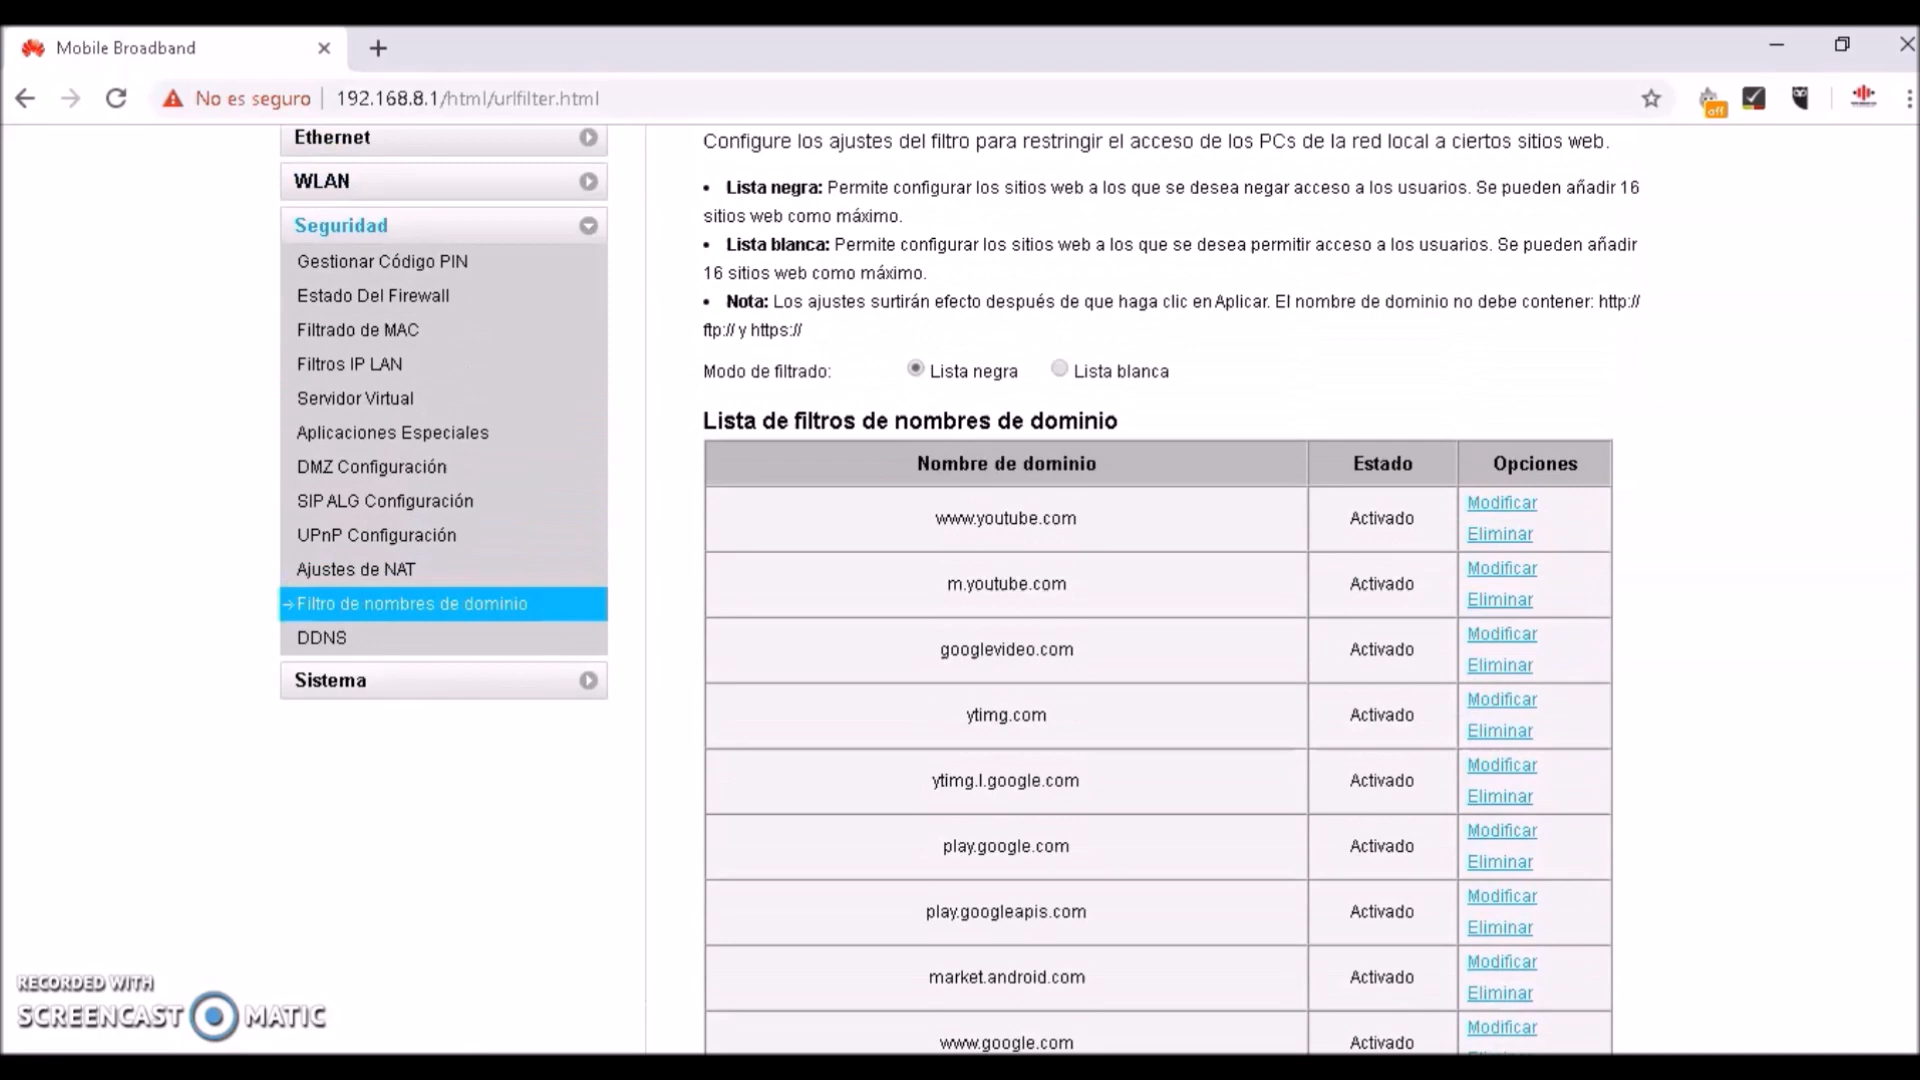 Mobile Broadband
No es seguro 192.168.8.1/html/urlfilter.html
off
Ethernet
WLAN
Seguridad
Gestionar Código PIN
Estado Del Firewall
Filtrado de MAC
Filtros IP LAN
Servidor Virtual
Aplicaciones Especiales
DMZ Configuración
SIP ALG Configuración
UPnP Configuración
Ajustes de NAT
Filtro de nombres de dominio
DDNS
Sistema
Configure los ajustes del filtro para restringir el acceso de los PCs de la red local a ciertos sitios web.
• Lista negra: Permite configurar los sitios web a los que se desea negar acceso a los usuarios. Se pueden añadir 16
sitios web como máximo.
• Lista blanca: Permite configurar los sitios web a los que se desea permitir acceso a los usuarios. Se pueden añadir
16 sitios web como máximo.
• Nota: Los ajustes surtirán efecto después de que haga clic en Aplicar. El nombre de dominio no debe contener: http://
ftp:// y https://
Modo de filtrado: Lista negra Lista blanca
Lista de filtros de nombres de dominio
Nombre de dominio Estado Opciones
www.youtube.com Activado Modificar
Eliminar
m.youtube.com Activado Modificar
Eliminar
googlevideo.com Activado Modificar
Eliminar
ytimg.com Activado Modificar
Eliminar
ytimg.l.google.com Activado Modificar
Eliminar
play.google.com Activado Modificar
Eliminar
play.googleapis.com Activado Modificar
Eliminar
market.android.com Activado Modificar
Eliminar
www.google.com Activado Modificar
RECORDED WITH
SCREENCAST MATIC